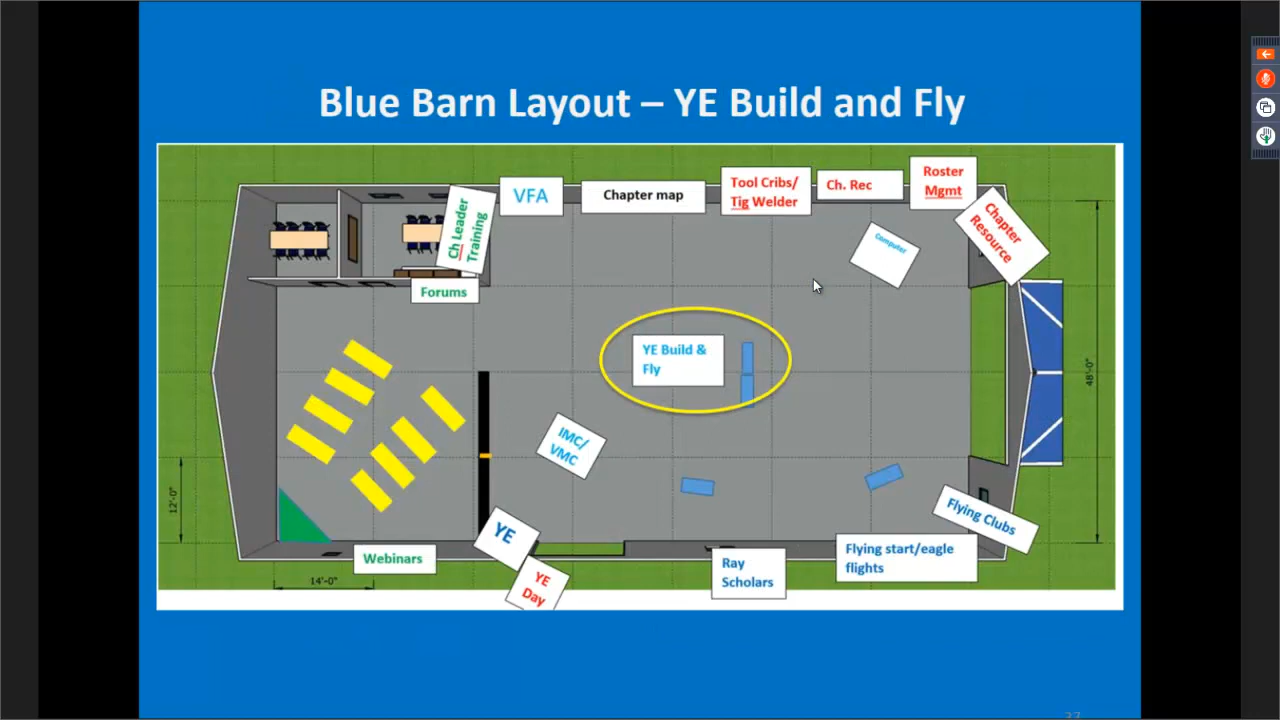 Blue Barn Layout – YE Build and Fly
VFA
Chapter map
Tool Cribs/
Tig Welder
Ch. Rec
Roster
Mgmt
Ch Leader
Training
Chapter
Resource
Computer
Forums
YE Build &
Fly
48'-0"
IMC/
VMC
12'-0"
Flying Clubs
YE
Webinars
Flying start/eagle
flights
Ray
Scholars
YE
Day
14'-0"
37